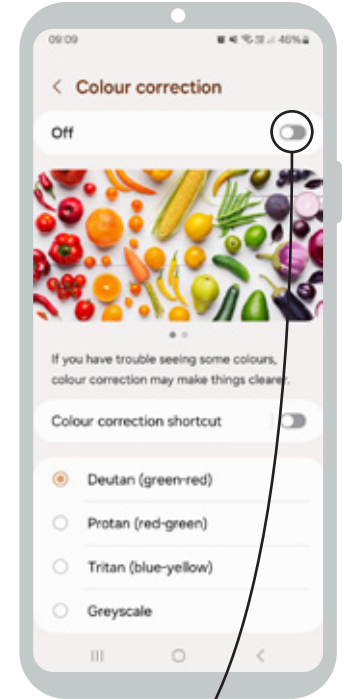 09:09
46%
Colour correction
Off
If you have trouble seeing some colours,
colour correction may make things clearer.
Colour correction shortcut
Deutan (green-red)
Protan (red-green)
Tritan (blue-yellow)
Greyscale